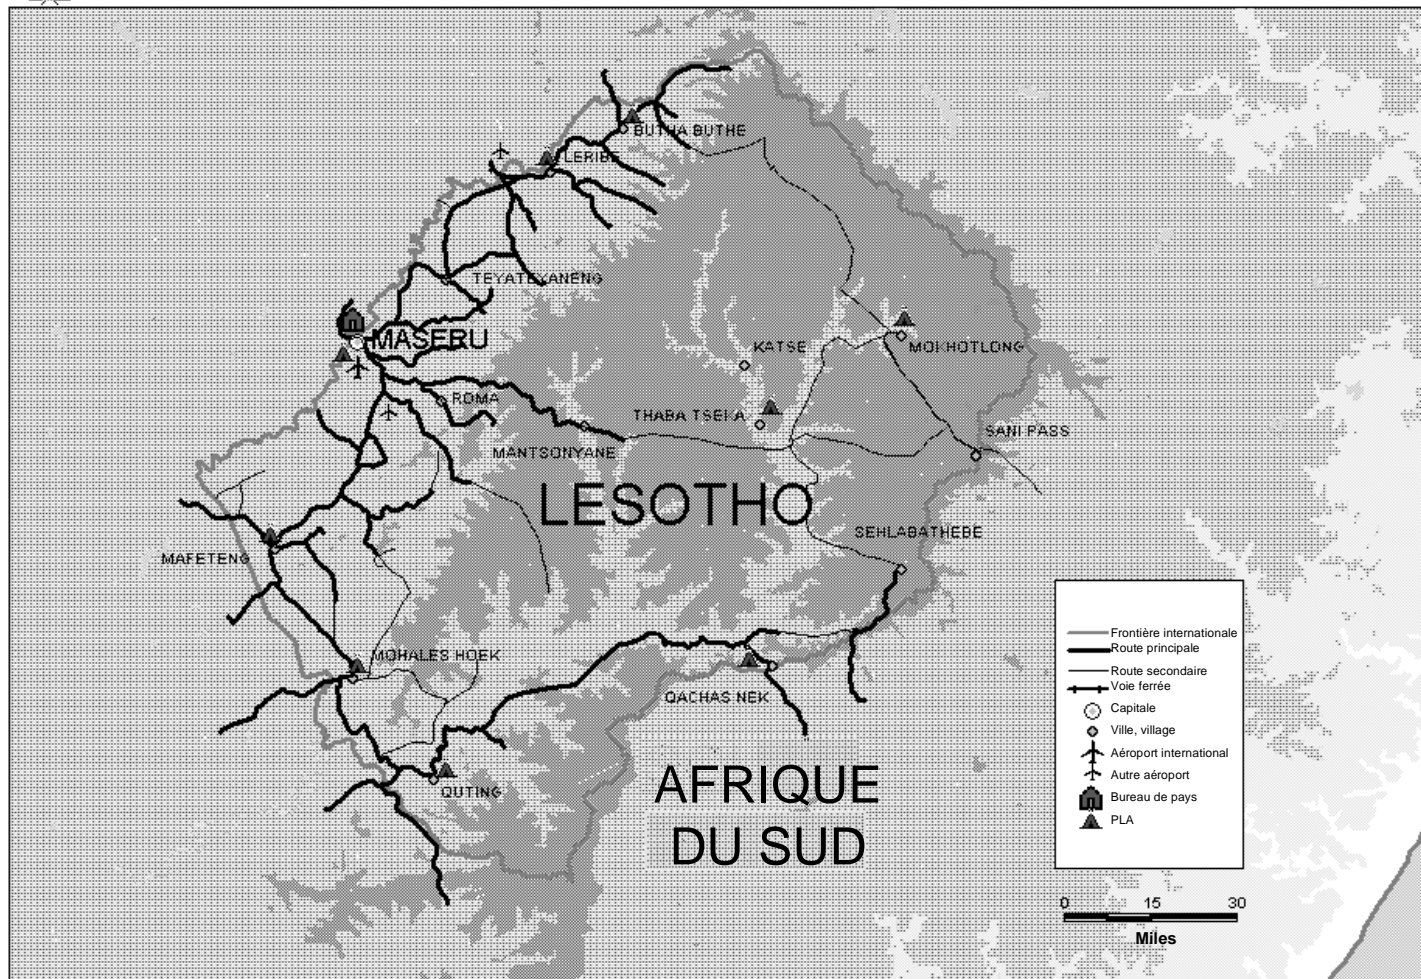 BUTHA BUTHE
LERIBE
TEYATEYANENG
MASERU
KATSE
MOKHOTLONG
ROMA
THABA TSEKA
SANI PASS
MANTSONYANE
LESOTHO
SEHLABATHEBE
MAFETENG
MOHALES HOEK
QACHAS NEK
QUTING
AFRIQUE
DU SUD
Frontière internationale
Route principale
Route secondaire
Voie ferrée
Capitale
Ville, village
Aéroport international
Autre aéroport
Bureau de pays
PLA
0 15 30
Miles